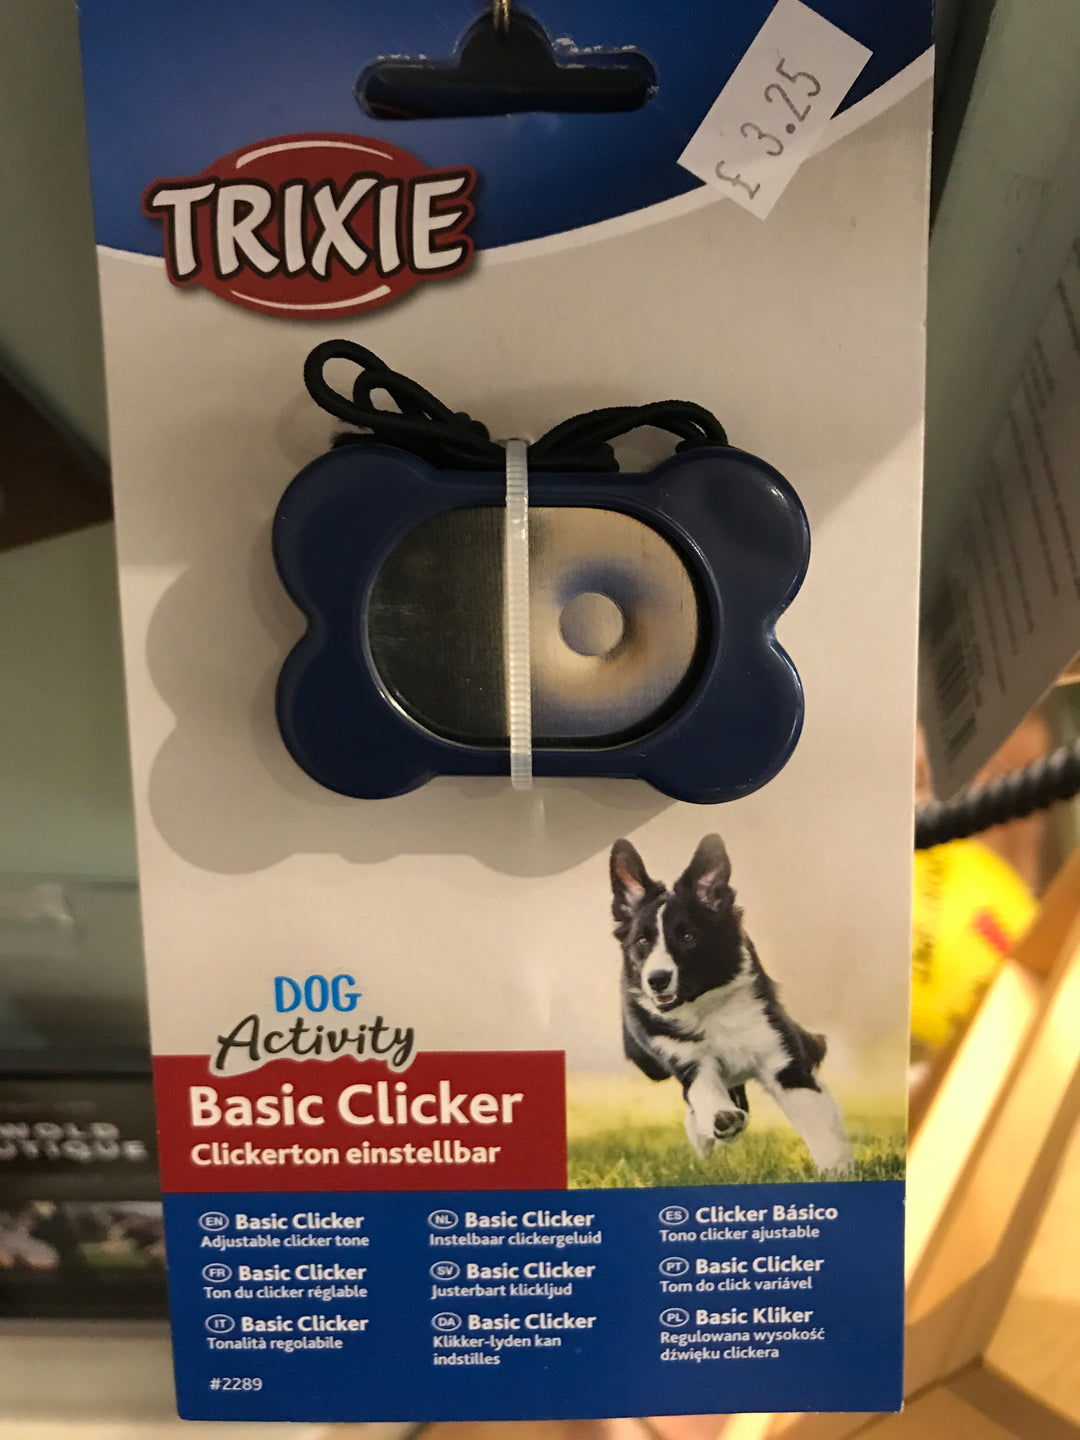 £ 3.25
TRIXIE
DOG
Activity
Basic Clicker
Clickerton einstellbar
EN Basic Clicker
Adjustable clicker tone
FR Basic Clicker
Ton du clicker réglable
IT Basic Clicker
Tonalità regolabile
NL Basic Clicker
Instelbaar clickergeluid
SV Basic Clicker
Justerbart klickljud
DA Basic Clicker
Klikker-lyden kan
indstilles
ES Clicker Básico
Tono clicker ajustable
PT Basic Clicker
Tom do click variável
PL Basic Kliker
Regulowana wysokość
dźwięku clickera
#2289